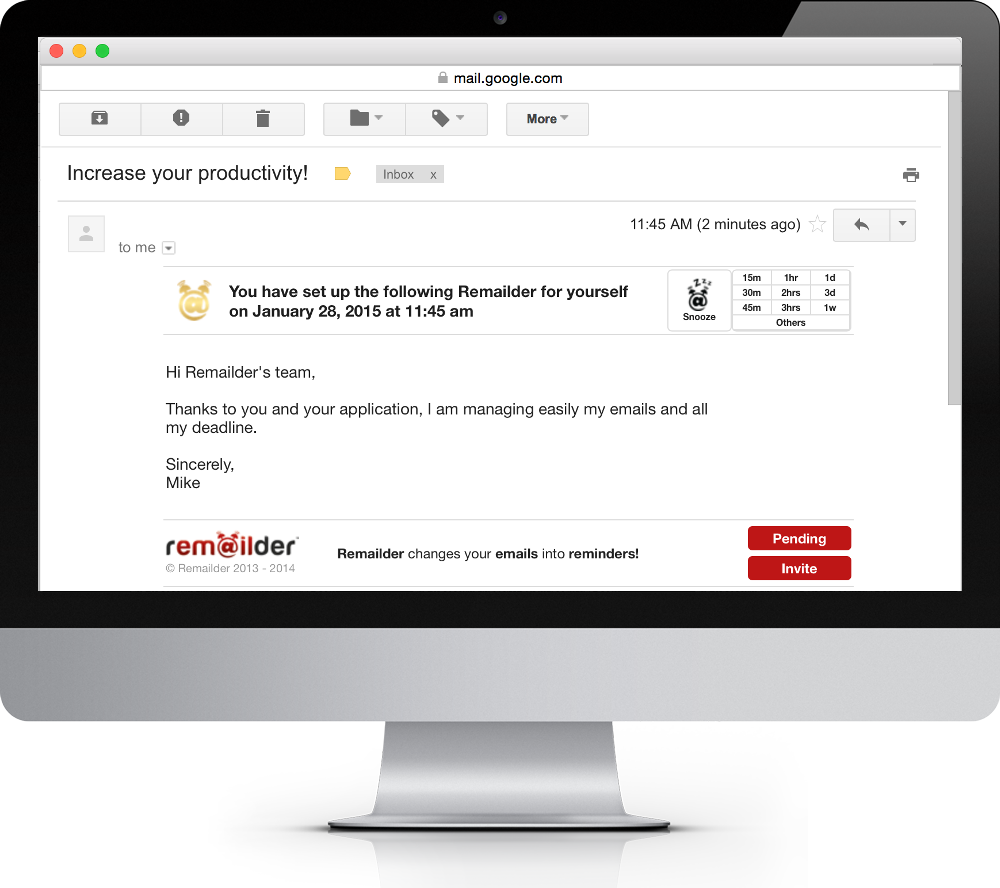 mail.google.com
More
Increase your productivity!
Inbox x
11:45 AM (2 minutes ago)
to me
You have set up the following Remailder for yourself
on January 28, 2015 at 11:45 am
zzzz
Snooze
15m 1hr 1d
30m 2hrs 3d
45m 3hrs 1w
Others
Hi Remailder's team,
Thanks to you and your application, I am managing easily my emails and all
my deadline.
Sincerely,
Mike
rem@ilder
© Remailder 2013 - 2014
Remailder changes your emails into reminders!
Pending
Invite